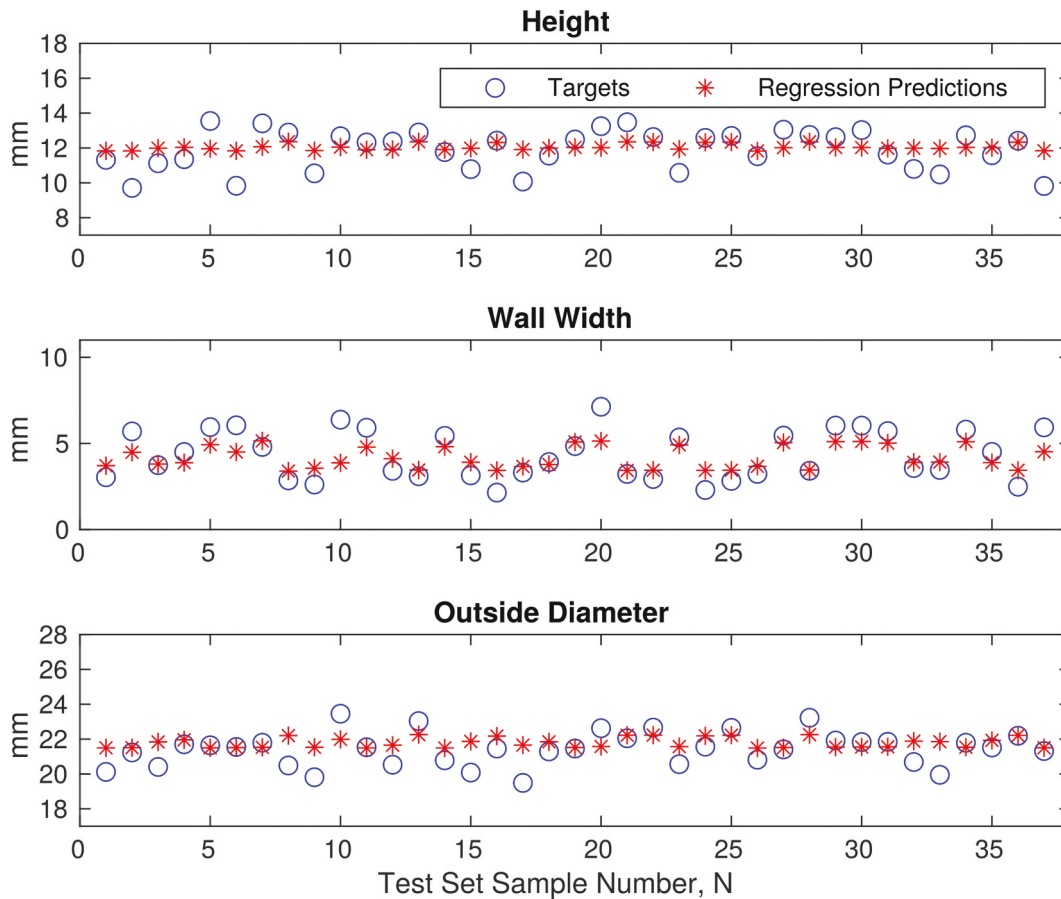 Height
18
16
14
12
10
8
mm
Targets Regression Predictions
0 5 10 15 20 25 30 35
Wall Width
10
5
0
mm
0 5 10 15 20 25 30 35
Outside Diameter
28
26
24
22
20
18
mm
0 5 10 15 20 25 30 35
Test Set Sample Number, N